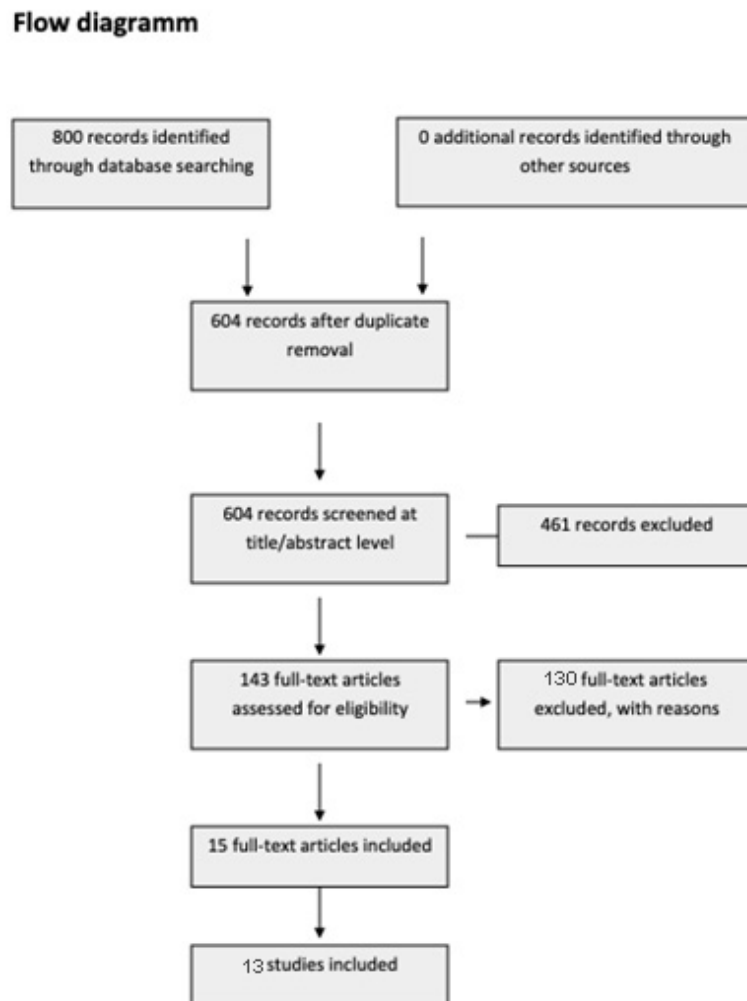 Flow diagramm
800 records identified
through database searching
0 additional records identified through
other sources
604 records after duplicate
removal
604 records screened at
title/abstract level
461 records excluded
143 full-text articles
assessed for eligibility
130 full-text articles
excluded, with reasons
15 full-text articles included
13 studies included